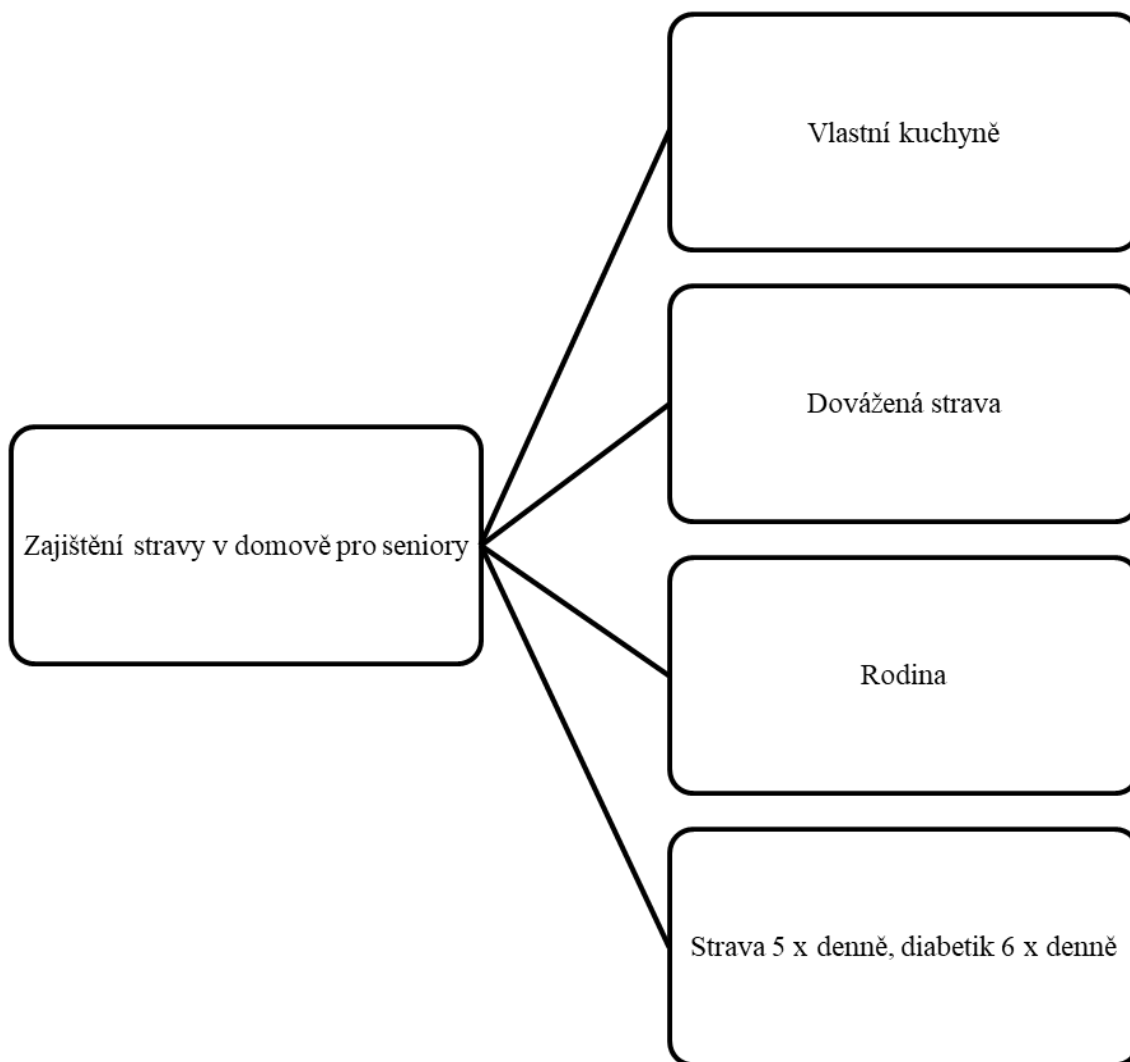 Vlastní kuchyně
Dovážená strava
Zajištění stravy v domově pro seniory
Rodina
Strava 5 x denně, diabetik 6 x denně